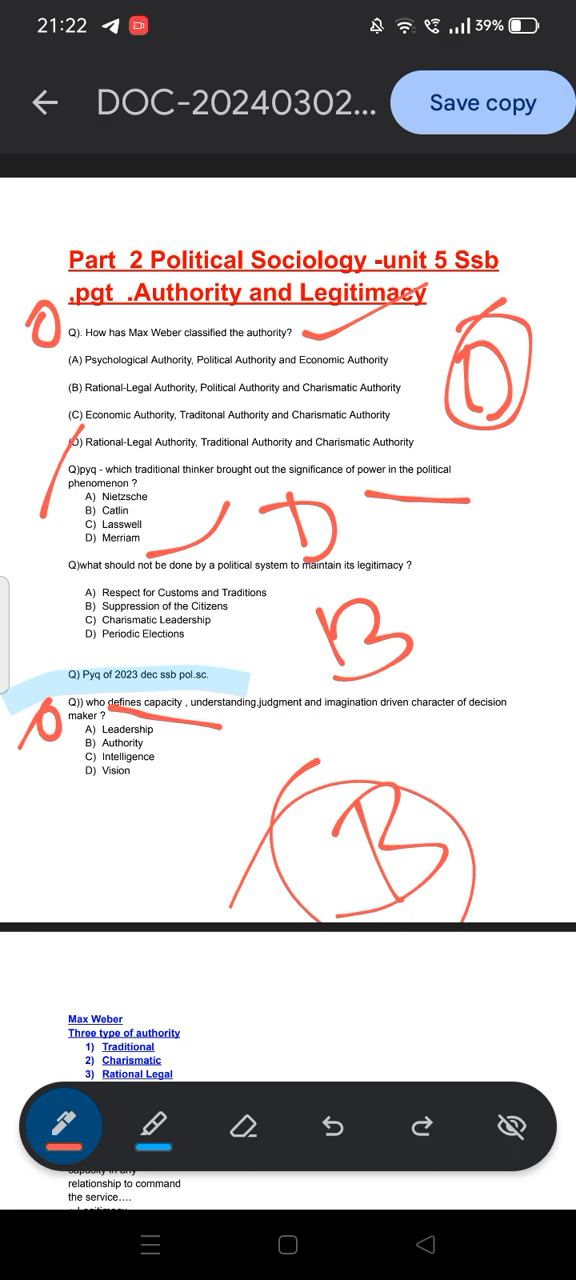 21:22
39%
DOC-20240302...
Save copy
Part 2 Political Sociology -unit 5 Ssb
.pgt .Authority and Legitimacy
Q). How has Max Weber classified the authority?
(A) Psychological Authority, Political Authority and Economic Authority
(B) Rational-Legal Authority, Political Authority and Charismatic Authority
(C) Economic Authority, Traditonal Authority and Charismatic Authority
(D) Rational-Legal Authority, Traditional Authority and Charismatic Authority
D
Q)pyq - which traditional thinker brought out the significance of power in the political
phenomenon ?
A) Nietzsche
B) Catlin
C) Lasswell
D) Merriam
D
Q)what should not be done by a political system to maintain its legitimacy ?
A) Respect for Customs and Traditions
B) Suppression of the Citizens
C) Charismatic Leadership
D) Periodic Elections
B
Q) Pyq of 2023 dec ssb pol.sc.
Q)) who defines capacity , understanding,judgment and imagination driven character of decision
maker ?
A) Leadership
B) Authority
C) Intelligence
D) Vision
B
Max Weber
Three type of authority
1) Traditional
2) Charismatic
3) Rational Legal
capacity in any
relationship to command
the service....